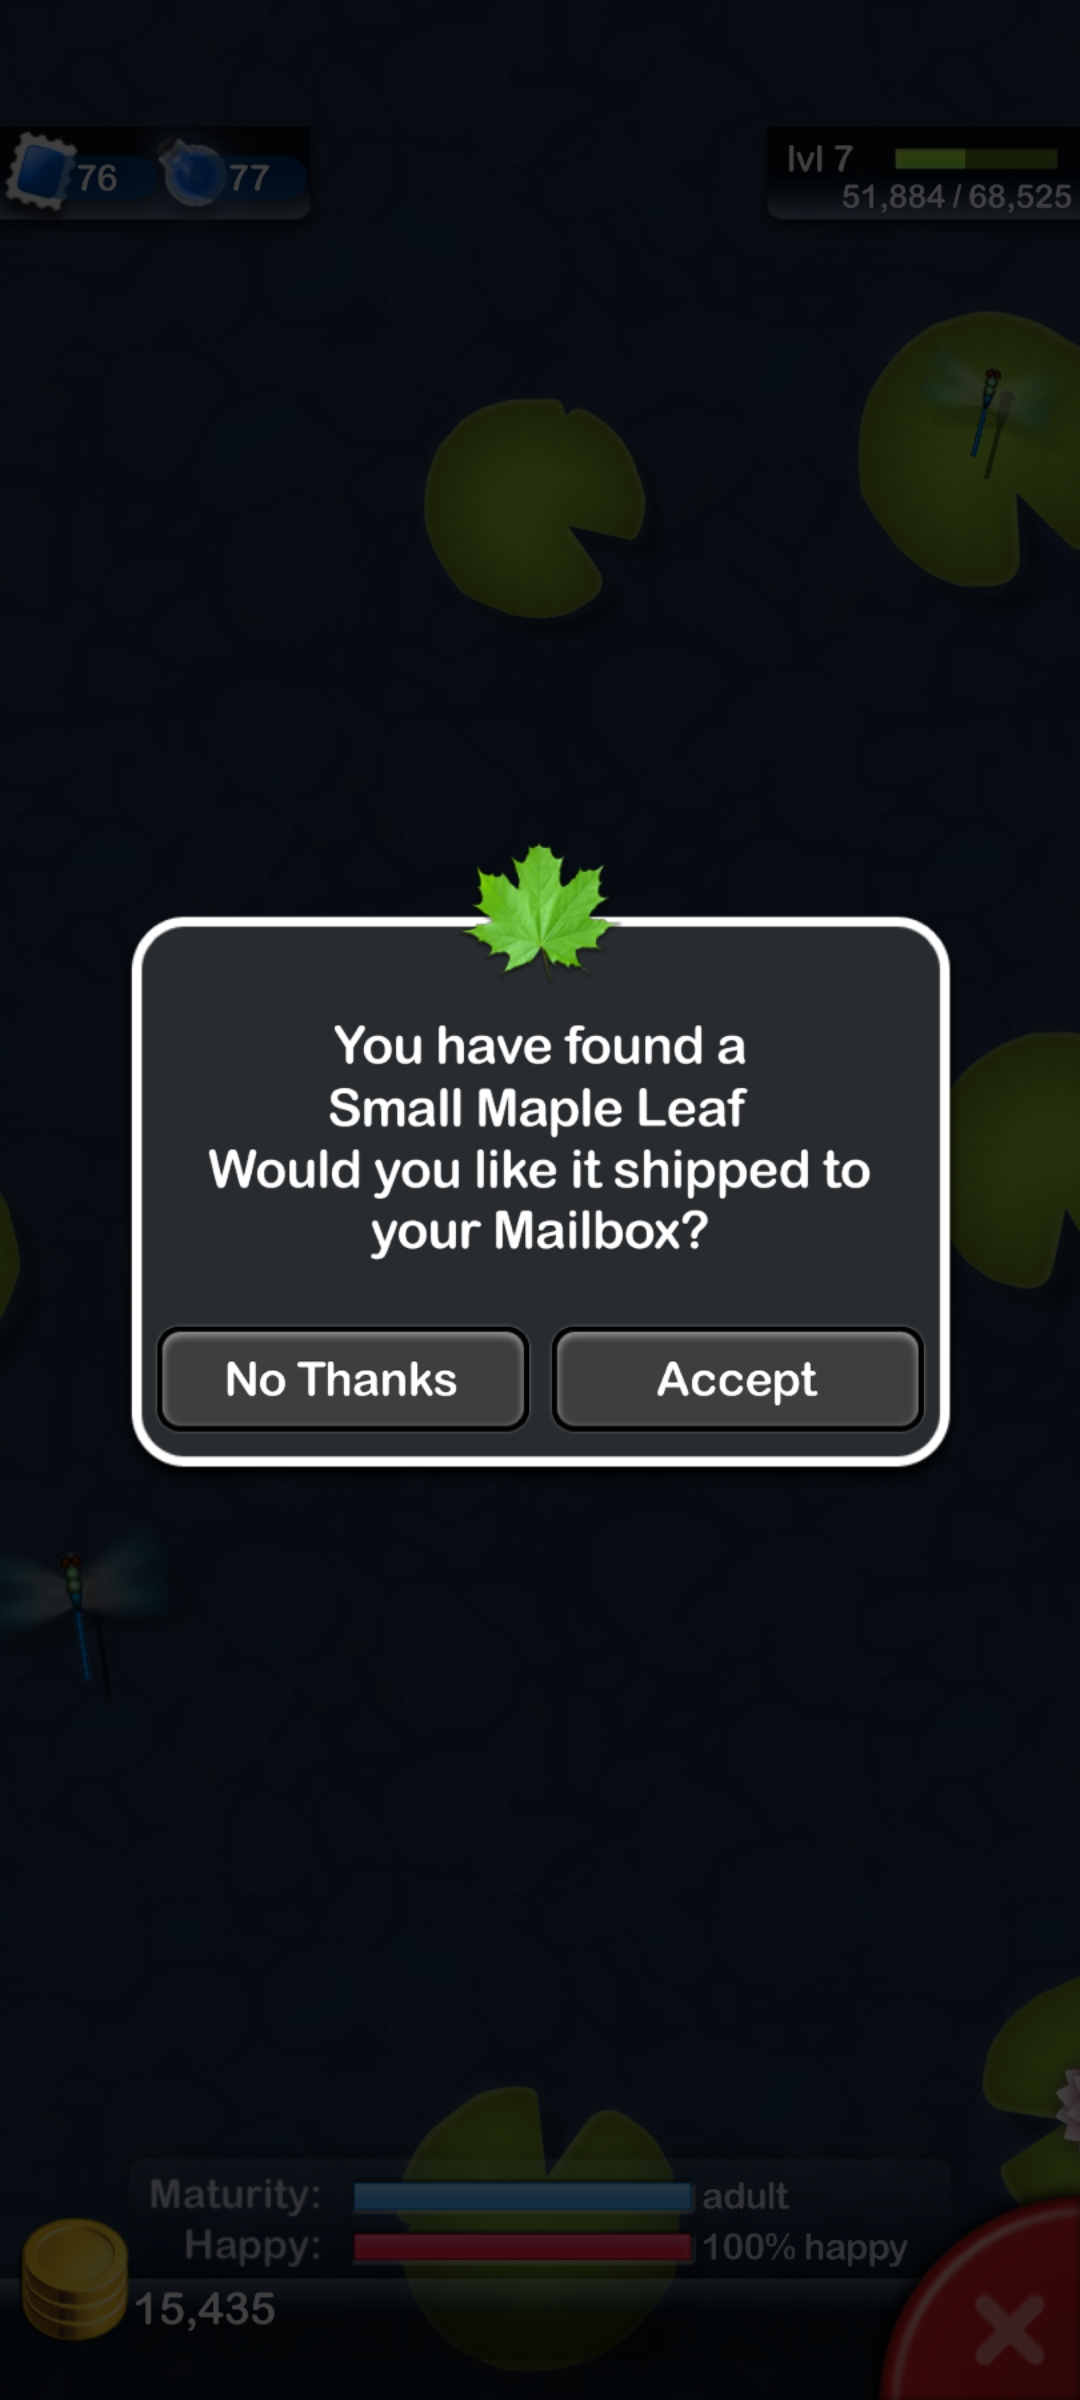 76
77
lvl 7
51,884 / 68,525
You have found a
Small Maple Leaf
Would you like it shipped to
your Mailbox?
No Thanks
Accept
Maturity:
adult
Happy:
100% happy
15,435